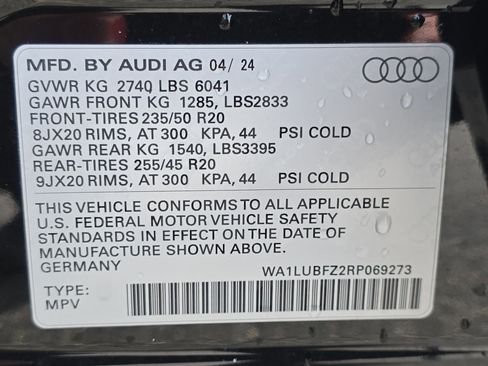 MFD. BY AUDI AG 04/ 24
GVWR KG 2740 LBS 6041
GAWR FRONT KG 1285, LBS2833
FRONT-TIRES 235/50 R20
8JX20 RIMS, AT 300 KPA, 44 PSI COLD
GAWR REAR KG 1540, LBS3395
REAR-TIRES 255/45 R20
9JX20 RIMS, AT 300 KPA, 44 PSI COLD
THIS VEHICLE CONFORMS TO ALL APPLICABLE
U.S. FEDERAL MOTOR VEHICLE SAFETY
STANDARDS IN EFFECT ON THE DATE OF
MANUFACTURE SHOWN ABOVE.
GERMANY WA1LUBFZ2RP069273
TYPE:
MPV